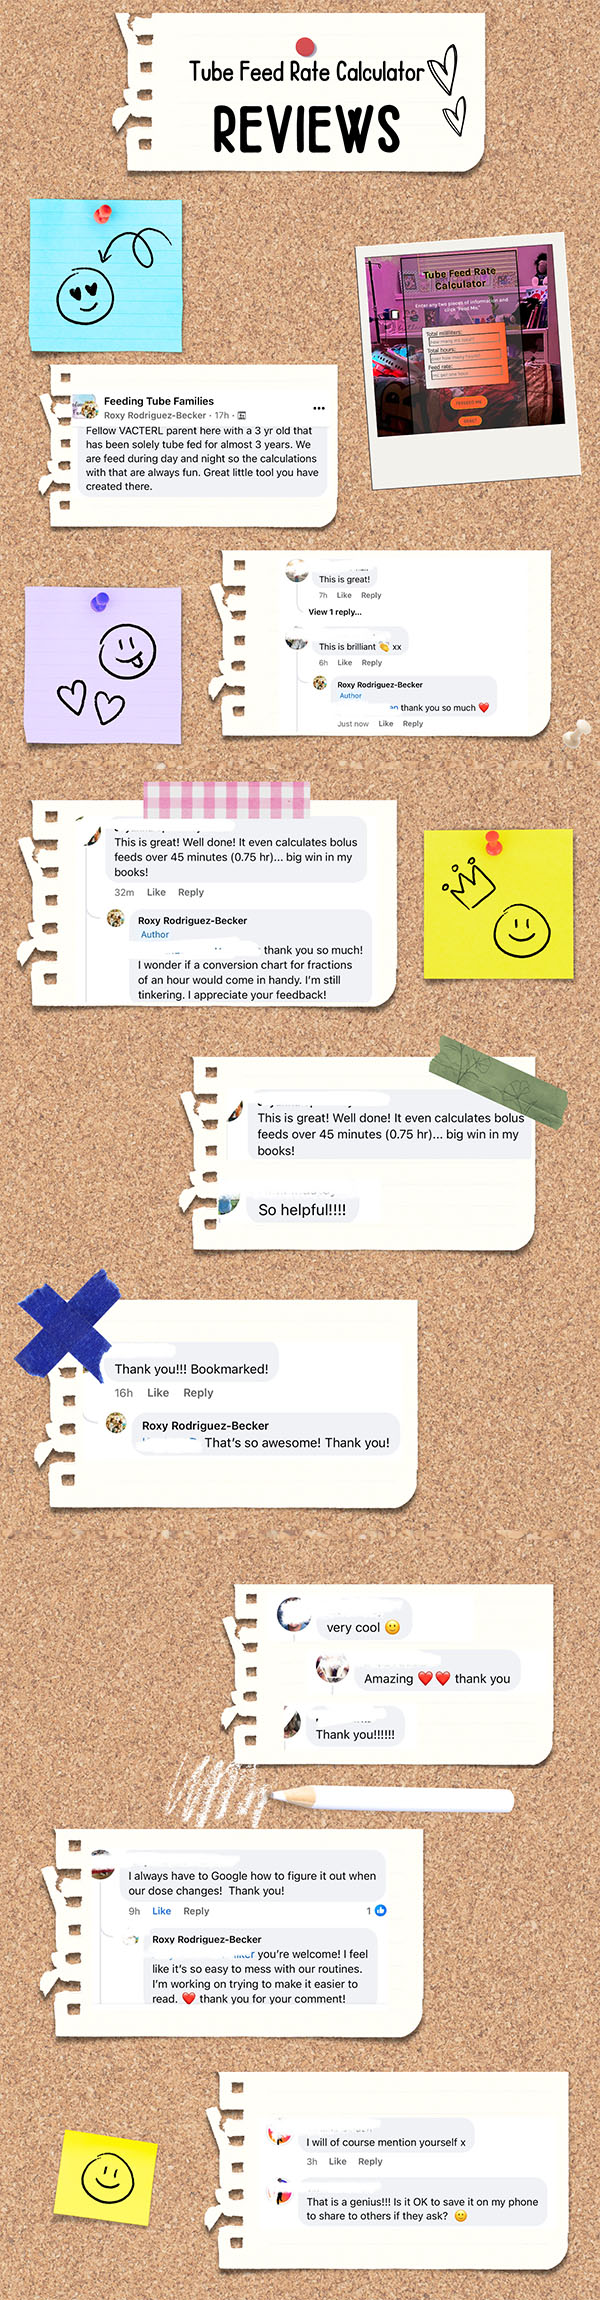 Tube Feed Rate Calculator
REVIEWS
Tube Feed Rate
Calculator
Enter any two pieces of information and
click "Feed Me."
Total milliliters:
how many mL total?
Total hours:
over how many hours?
Feed rate:
mL per one hour
RESET
Feeding Tube Families
Roxy Rodriguez-Becker · 17h ·
Fellow VACTERL parent here with a 3 yr old that
has been solely tube fed for almost 3 years. We
are feed during day and night so the calculations
with that are always fun. Great little tool you have
created there.
This is great!
7h Like Reply
View 1 reply...
This is brilliant 👏 xx
6h Like Reply
Roxy Rodriguez-Becker
Author
thank you so much ❤️
Just now Like Reply
This is great! Well done! It even calculates bolus
feeds over 45 minutes (0.75 hr)... big win in my
books!
32m Like Reply
Roxy Rodriguez-Becker
Author
thank you so much!
I wonder if a conversion chart for fractions
of an hour would come in handy. I'm still
tinkering. I appreciate your feedback!
This is great! Well done! It even calculates bolus
feeds over 45 minutes (0.75 hr)... big win in my
books!
So helpful!!!!
Thank you!!! Bookmarked!
16h Like Reply
Roxy Rodriguez-Becker
That's so awesome! Thank you!
very cool 🙂
Amazing ❤️❤️ thank you
Thank you!!!!!!
I always have to Google how to figure it out when
our dose changes! Thank you!
9h Like Reply 1
Roxy Rodriguez-Becker
you're welcome! I feel
like it's so easy to mess with our routines.
I'm working on trying to make it easier to
read. ❤️ thank you for your comment!
I will of course mention yourself x
3h Like Reply
That is a genius!!! Is it OK to save it on my phone
to share to others if they ask? 🙂